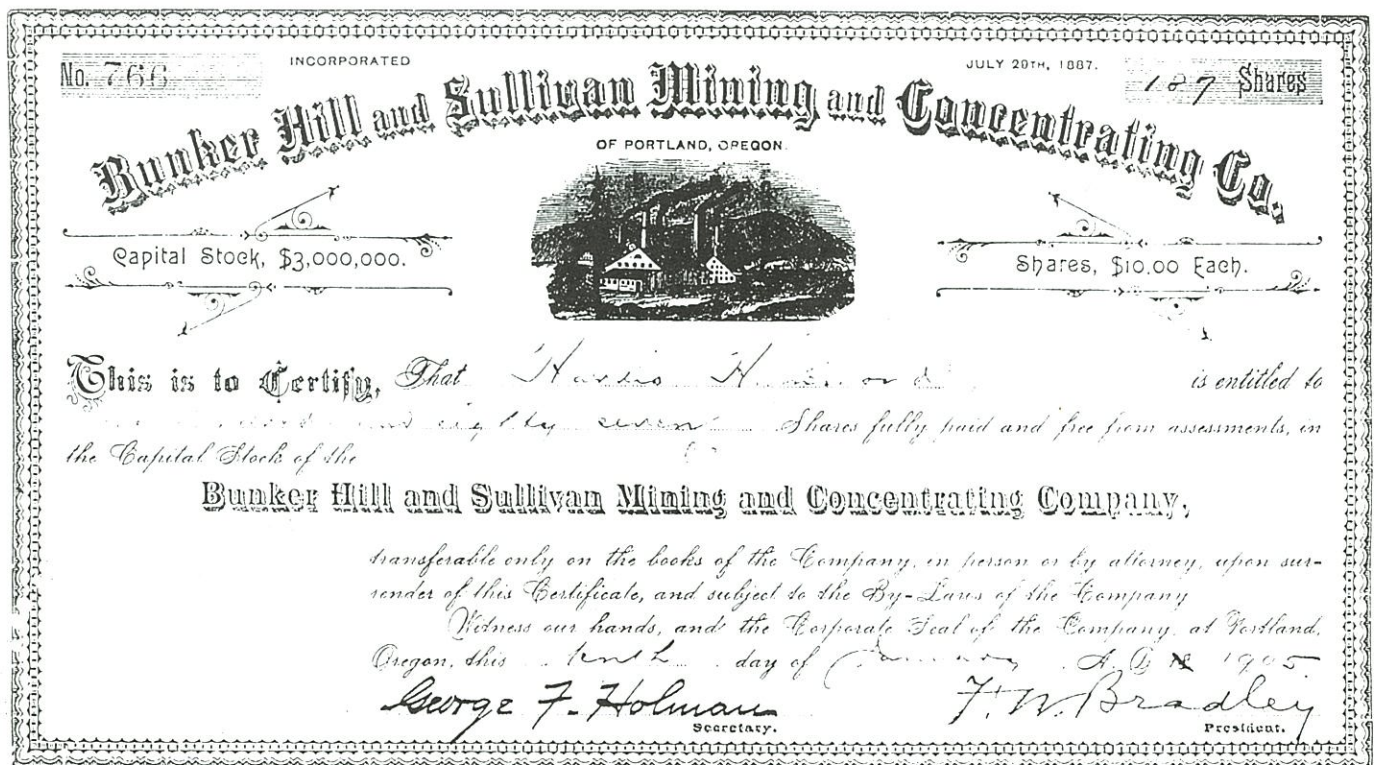 No. 766
INCORPORATED
JULY 29TH, 1887.
187 Shares
Bunker Hill and Sullivan Mining and Concentrating Co.
OF PORTLAND, OREGON.
Capital Stock, $3,000,000.
Shares, $10.00 Each.
This is to Certify, That is entitled to
eighty seven Shares fully paid and free from assessments, in
the Capital Stock of the
Bunker Hill and Sullivan Mining and Concentrating Company,
transferable only on the books of the Company, in person or by attorney, upon sur-
render of this Certificate, and subject to the By-Laws of the Company
Witness our hands, and the Corporate Seal of the Company, at Portland,
Oregon, this tenth day of January A.D. 1905
George F. Holman
Secretary.
F. W. Bradley
President.